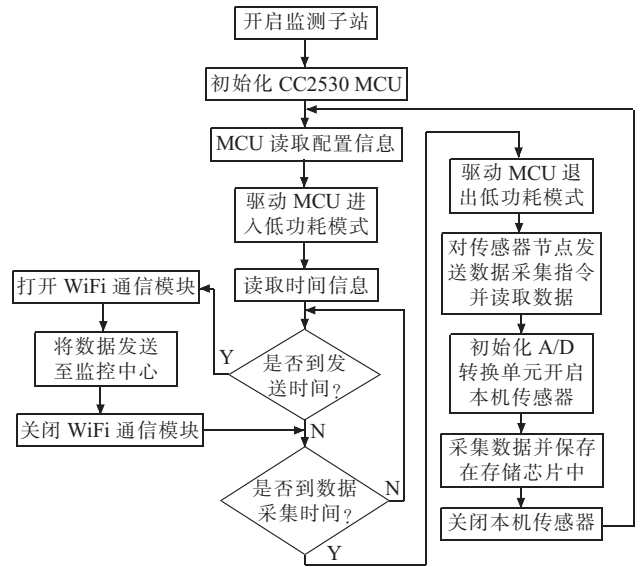 开启监测子站
初始化 CC2530 MCU
MCU 读取配置信息
驱动 MCU 进
入低功耗模式
读取时间信息
打开 WiFi 通信模块
将数据发送
至监控中心
关闭 WiFi 通信模块
Y
是否到发
送时间?
N
是否到数据
采集时间?
N
Y
驱动 MCU 退
出低功耗模式
对传感器节点发
送数据采集指令
并读取数据
初始化 A/D
转换单元开启
本机传感器
采集数据并保存
在存储芯片中
关闭本机传感器